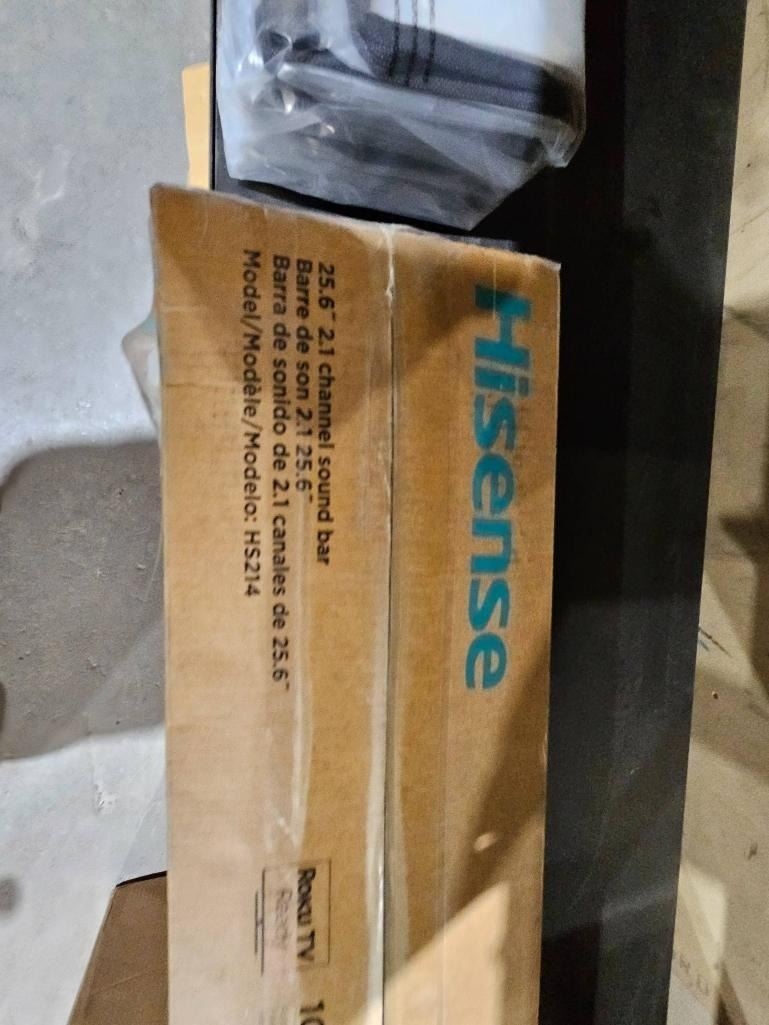 Hisense
25.6" 2.1 channel sound bar
Barre de son 2.1 25.6"
Barra de sonido de 2.1 canales de 25.6"
Model/Modèle/Modelo: HS214
ROKU TV
Ready